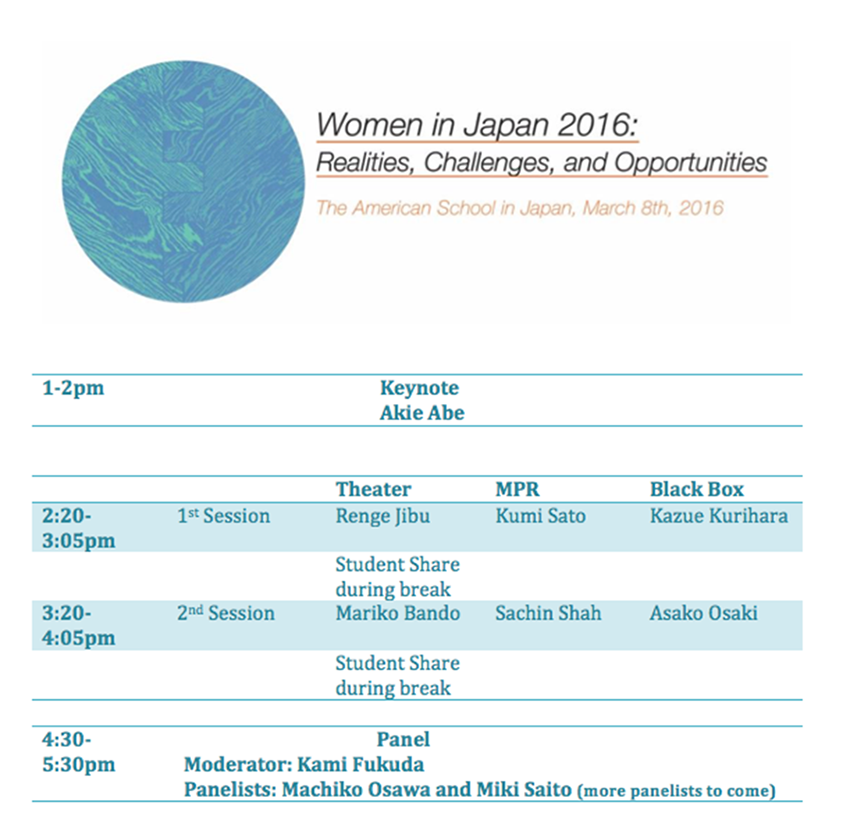 Women in Japan 2016:
Realities, Challenges, and Opportunities
The American School in Japan, March 8th, 2016
1-2pm Keynote
Akie Abe
Theater MPR Black Box
2:20- 1st Session Renge Jibu Kumi Sato Kazue Kurihara
3:05pm
Student Share
during break
3:20- 2nd Session Mariko Bando Sachin Shah Asako Osaki
4:05pm
Student Share
during break
4:30- Panel
5:30pm Moderator: Kami Fukuda
Panelists: Machiko Osawa and Miki Saito (more panelists to come)